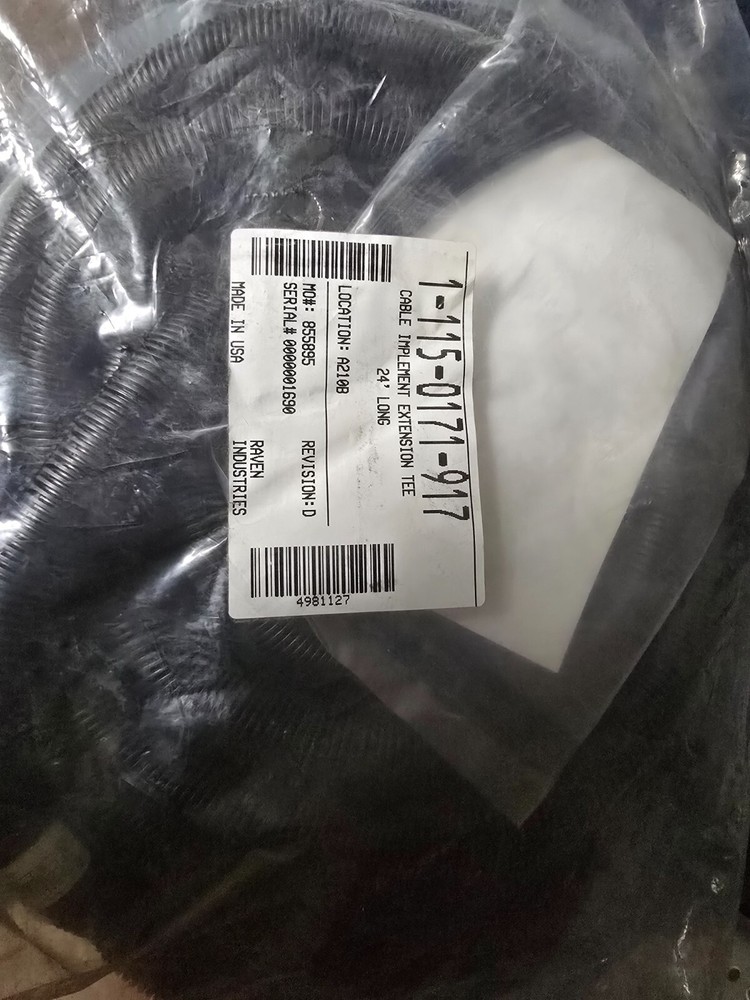 1-115-0171-917
CABLE IMPLEMENT EXTENSION TEE
24' LONG
LOCATION: A210B
MO#: 855895 REVISION:D
SERIAL# 0000001690
RAVEN
MADE IN USA INDUSTRIES
4981127